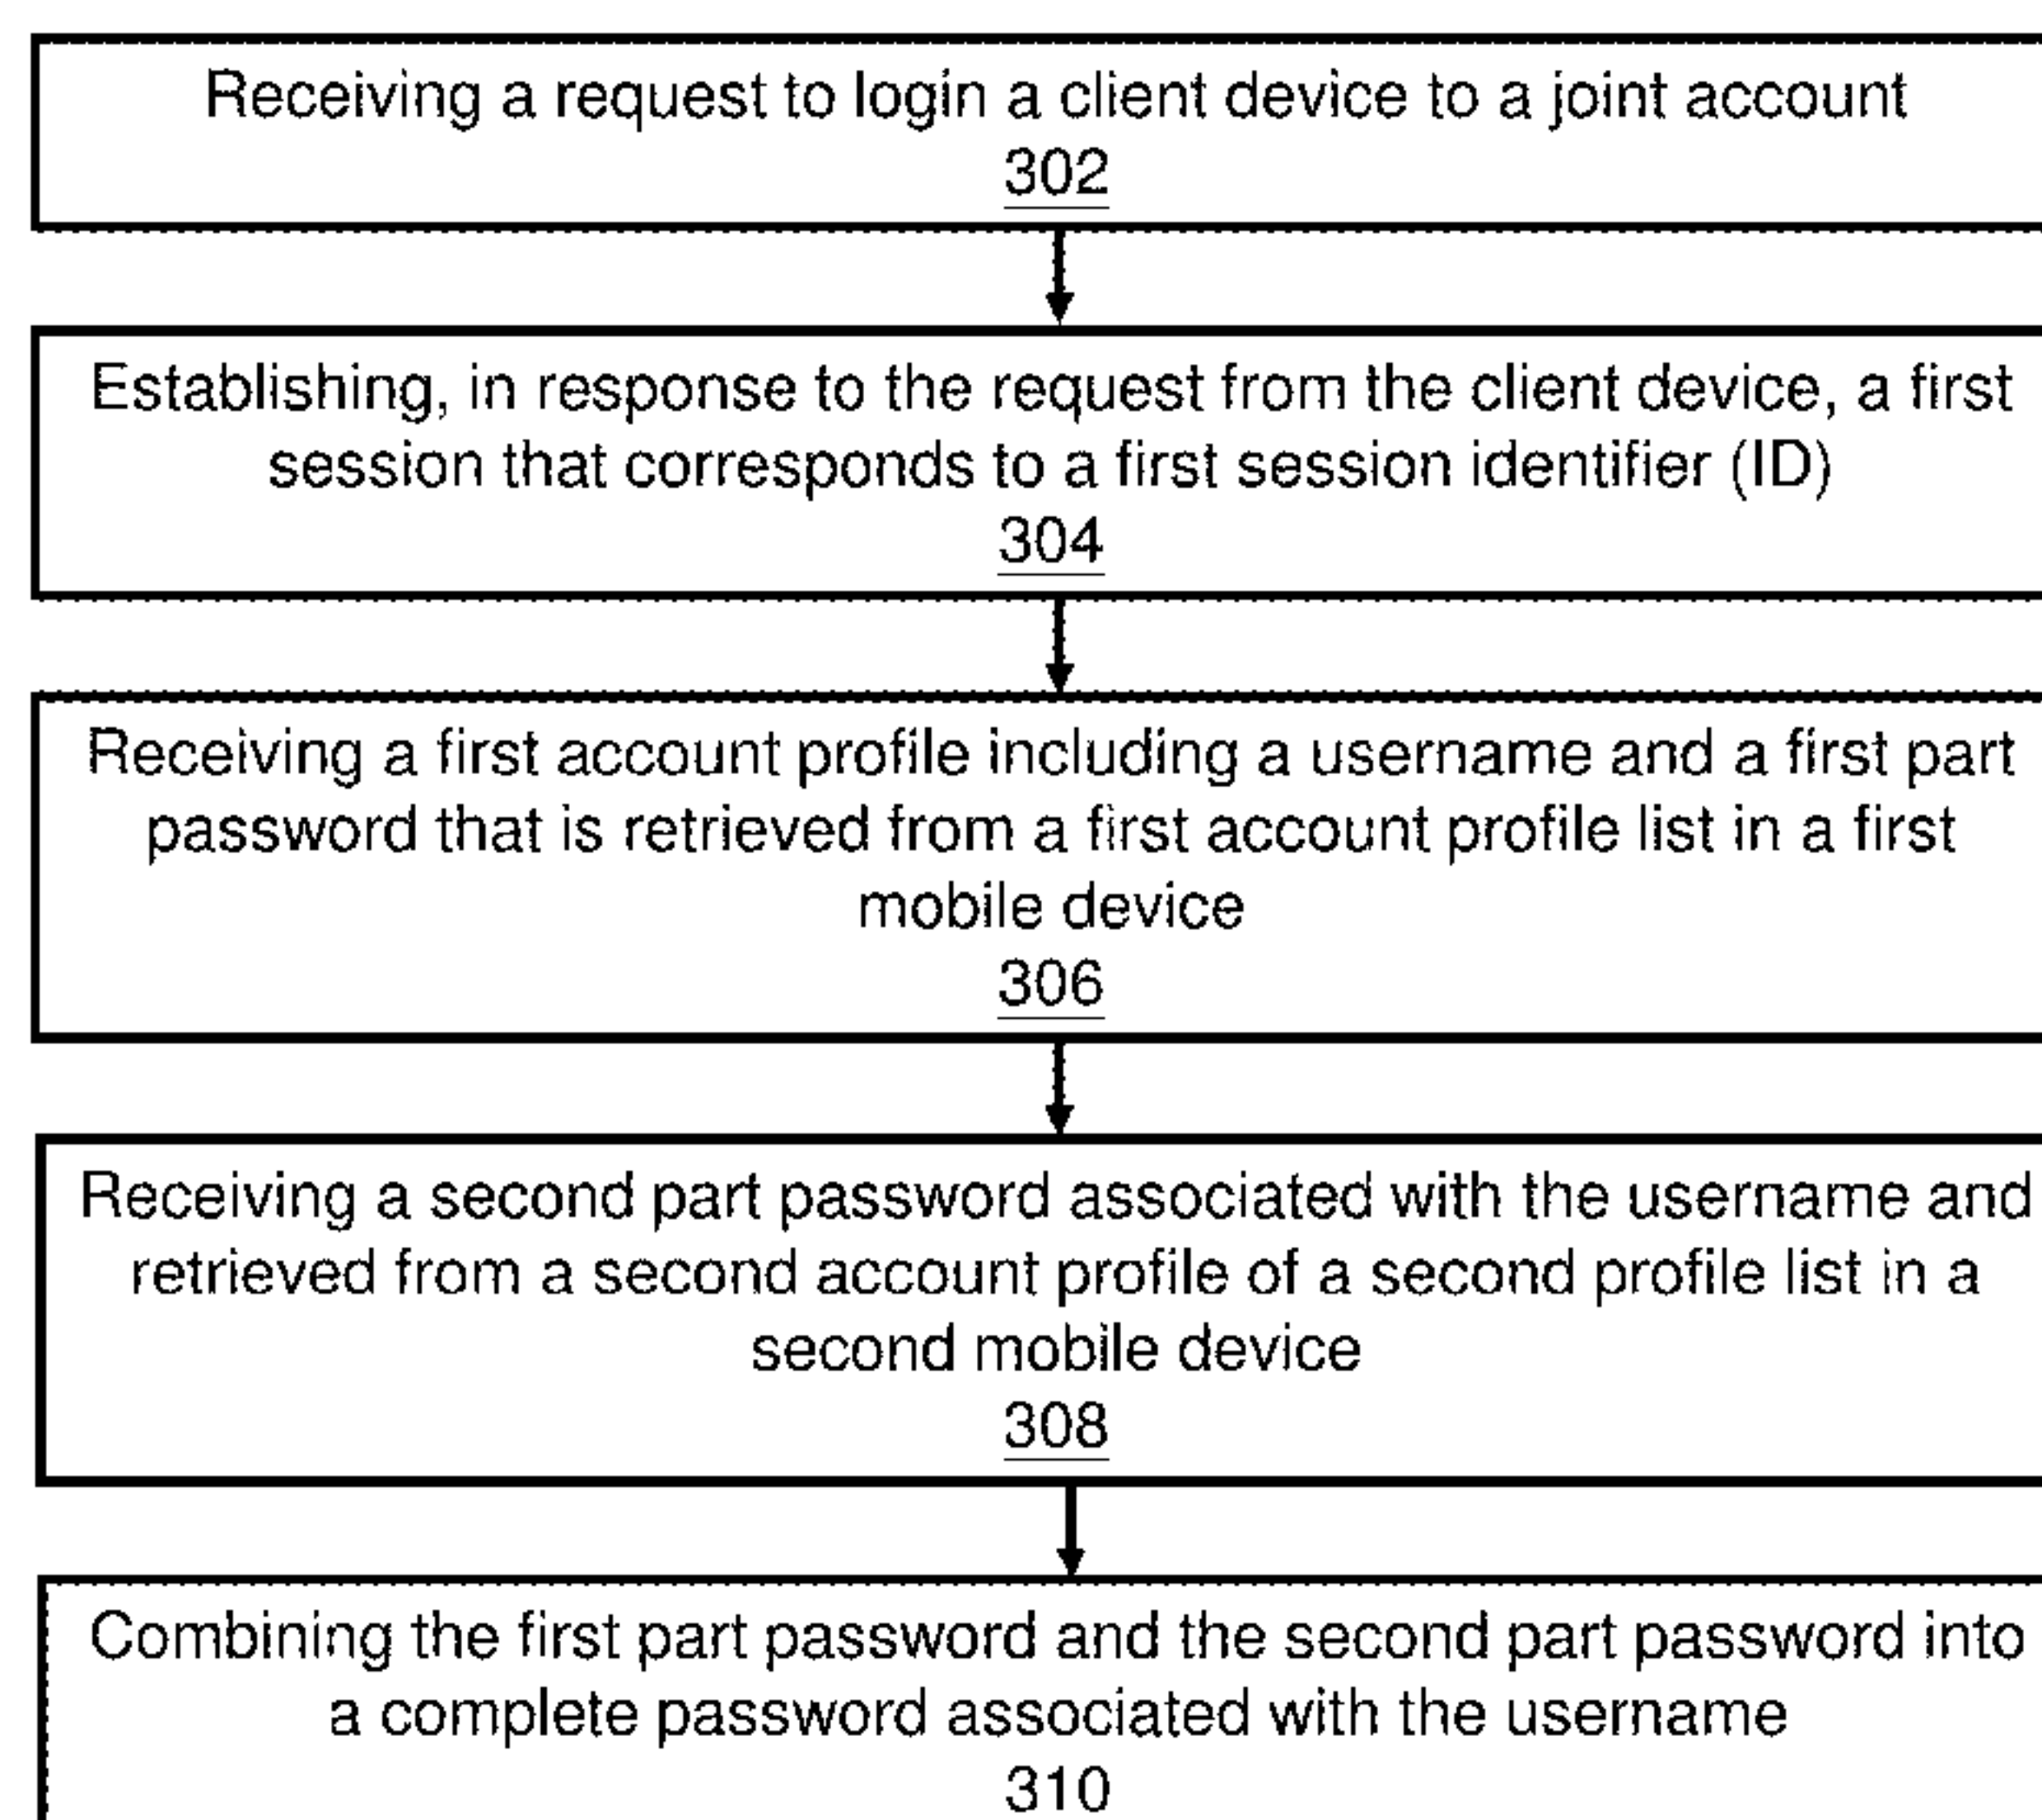 Receiving a request to login a client device to a joint account
302
Establishing, in response to the request from the client device, a first
session that corresponds to a first session identifier (ID)
304
Receiving a first account profile including a username and a first part
password that is retrieved from a first account profile list in a first
mobile device
306
Receiving a second part password associated with the username and
retrieved from a second account profile of a second profile list in a
second mobile device
308
Combining the first part password and the second part password into
a complete password associated with the username
310